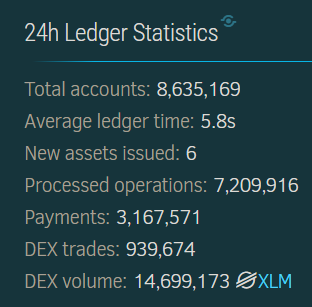 24h Ledger Statistics
Total accounts: 8,635,169
Average ledger time: 5.8s
New assets issued: 6
Processed operations: 7,209,916
Payments: 3,167,571
DEX trades: 939,674
DEX volume: 14,699,173 XLM